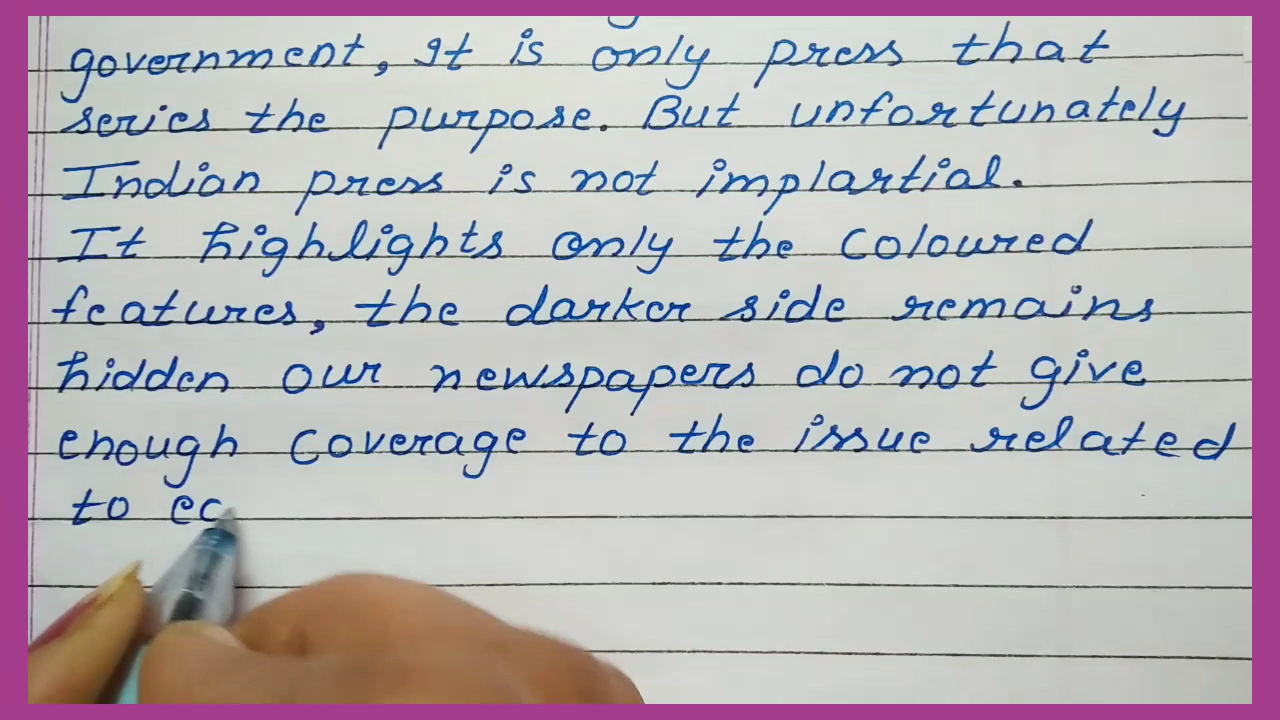 government, It is only press that
series the purpose. But unfortunately
Indian press is not implartial.
It highlights only the coloured
features, the darker side remains
hidden our newspapers do not give
enough coverage to the issue related
to ec